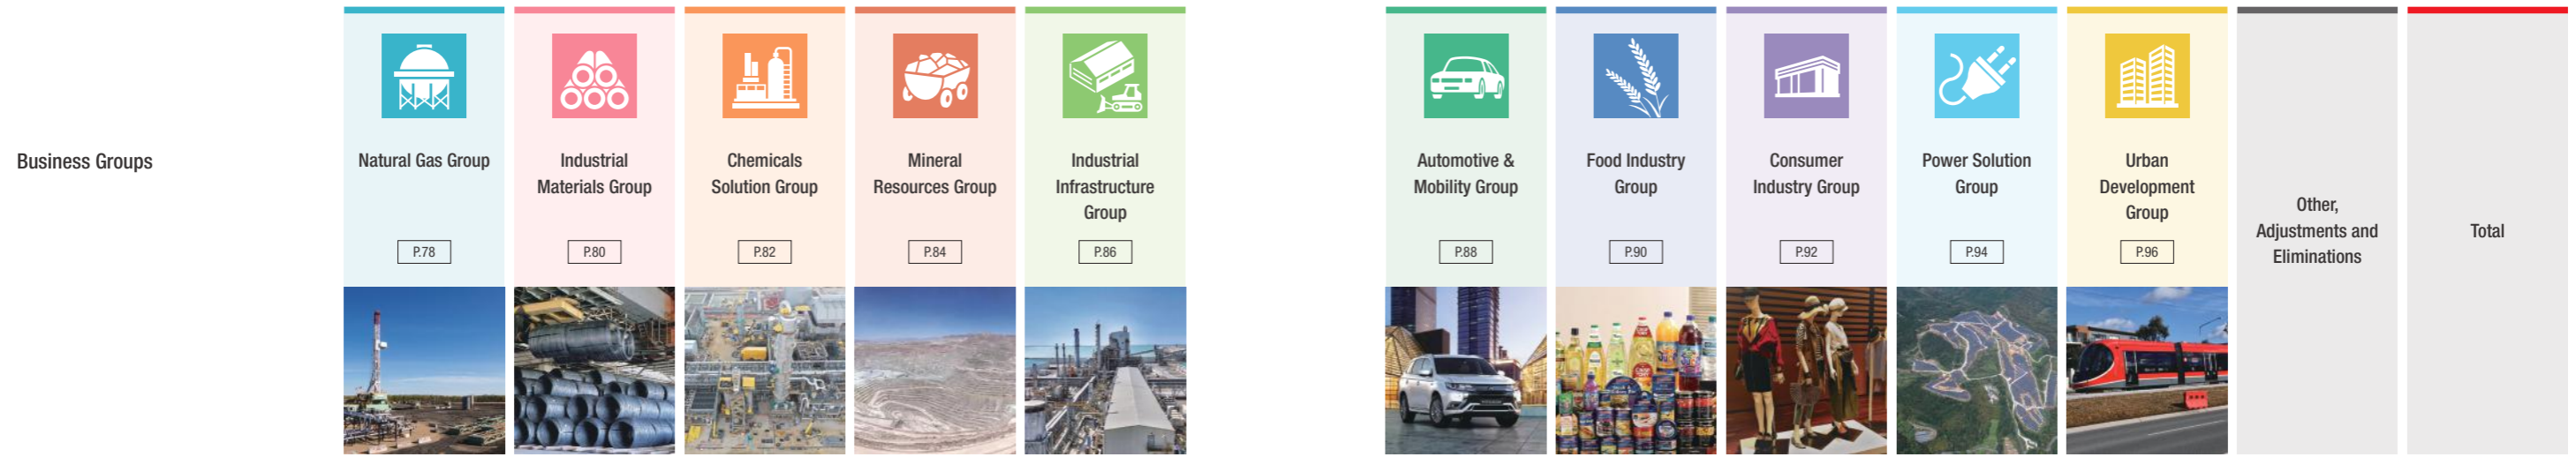 Business Groups
Natural Gas Group
P.78
Industrial
Materials Group
P.80
Chemicals
Solution Group
P.82
Mineral
Resources Group
P.84
Industrial
Infrastructure
Group
P.86
Automotive &
Mobility Group
P.88
Food Industry
Group
P.90
Consumer
Industry Group
P.92
Power Solution
Group
P.94
Urban
Development
Group
P.96
Other,
Adjustments and
Eliminations
Total